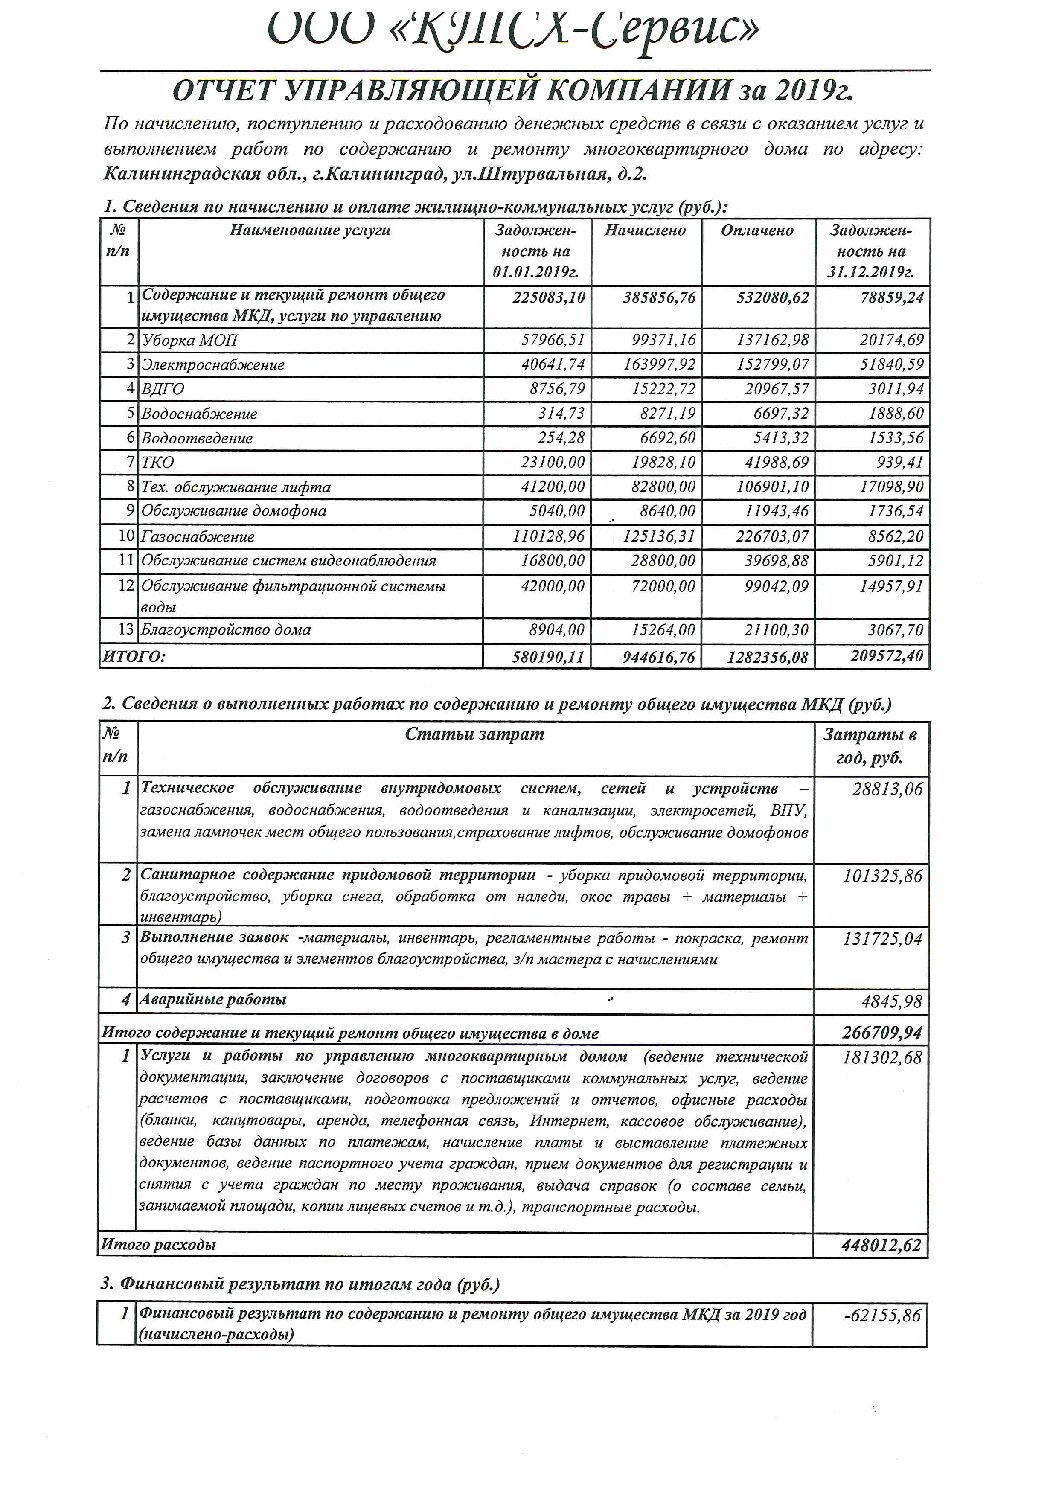 ООО «КУПСХ-Сервис»
ОТЧЕТ УПРАВЛЯЮЩЕЙ КОМПАНИИ за 2019г.
По начислению, поступлению и расходованию денежных средств в связи с оказанием услуг и
выполнением работ по содержанию и ремонту многоквартирного дома по адресу:
Калининградская обл., г.Калининград, ул.Штурвальная, д.2.
1. Сведения по начислению и оплате жилищно-коммунальных услуг (руб.):
№ п/п Наименование услуги Задолжен-ность на 01.01.2019г. Начислено Оплачено Задолжен-ность на 31.12.2019г.
1 Содержание и текущий ремонт общего 225083,10 385856,76 532080,62 78859,24
имущества МКД, услуги по управлению
2 Уборка МОП 57966,51 99371,16 137162,98 20174,69
3 Электроснабжение 40641,74 163997,92 152799,07 51840,59
4 ВДГО 8756,79 15222,72 20967,57 3011,94
5 Водоснабжение 314,73 8271,19 6697,32 1888,60
6 Водоотведение 254,28 6692,60 5413,32 1533,56
7 ТКО 23100,00 19828,10 41988,69 939,41
8 Тех. обслуживание лифта 41200,00 82800,00 106901,10 17098,90
9 Обслуживание домофона 5040,00 8640,00 11943,46 1736,54
10 Газоснабжение 110128,96 125136,31 226703,07 8562,20
11 Обслуживание систем видеонаблюдения 16800,00 28800,00 39698,88 5901,12
12 Обслуживание фильтрационной системы 42000,00 72000,00 99042,09 14957,91
воды
13 Благоустройство дома 8904,00 15264,00 21100,30 3067,70
ИТОГО: 580190,11 944616,76 1282356,08 209572,40
2. Сведения о выполненных работах по содержанию и ремонту общего имущества МКД (руб.)
№ Статьи затрат Затраты в
п/п год, руб.
1 Техническое обслуживание внутридомовых систем, сетей и устройств – 28813,06
газоснабжения, водоснабжения, водоотведения и канализации, электросетей, ВПУ,
замена лампочек мест общего пользования,страхование лифтов, обслуживание домофонов
2 Санитарное содержание придомовой территории - уборка придомовой территории, 101325,86
благоустройство, уборка снега, обработка от наледи, окос травы + материалы +
инвентарь)
3 Выполнение заявок -материалы, инвентарь, регламентные работы - покраска, ремонт 131725,04
общего имущества и элементов благоустройства, з/п мастера с начислениями
4 Аварийные работы 4845,98
Итого содержание и текущий ремонт общего имущества в доме 266709,94
1 Услуги и работы по управлению многоквартирным домом (ведение технической 181302,68
документации, заключение договоров с поставщиками коммунальных услуг, ведение
расчетов с поставщиками, подготовка предложений и отчетов, офисные расходы
(бланки, канцтовары, аренда, телефонная связь, Интернет, кассовое обслуживание),
ведение базы данных по платежам, начисление платы и выставление платежных
документов, ведение паспортного учета граждан, прием документов для регистрации и
снятия с учета граждан по месту проживания, выдача справок (о составе семьи,
занимаемой площади, копии лицевых счетов и т.д.), транспортные расходы.
Итого расходы 448012,62
3. Финансовый результат по итогам года (руб.)
1 Финансовый результат по содержанию и ремонту общего имущества МКД за 2019 год -62155,86
(начислено-расходы)